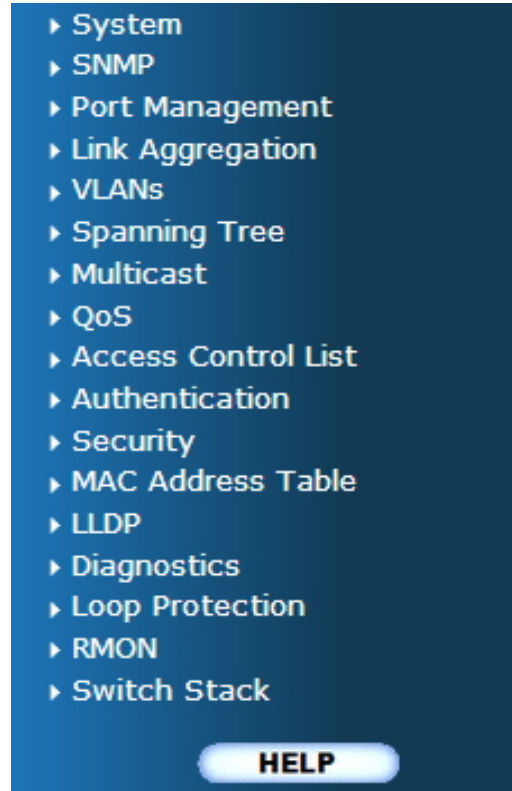 System
SNMP
Port Management
Link Aggregation
VLANs
Spanning Tree
Multicast
QoS
Access Control List
Authentication
Security
MAC Address Table
LLDP
Diagnostics
Loop Protection
RMON
Switch Stack
HELP